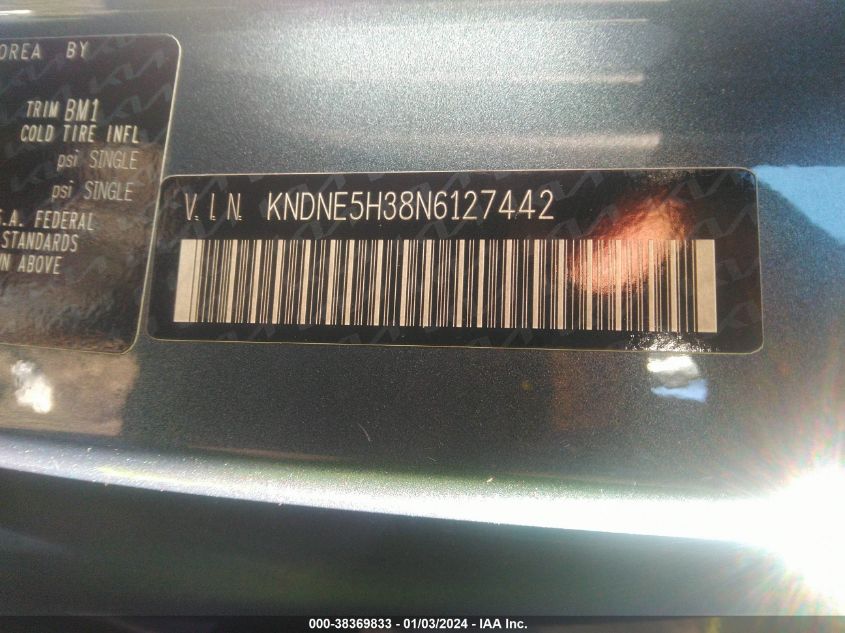 OREA BY
TRIM BM1
COLD TIRE INFL
psi SINGLE
psi SINGLE
.A. FEDERAL
STANDARDS
WN ABOVE
V.I.N. KNDNE5H38N6127442
000-38369833 - 01/03/2024 - IAA Inc.